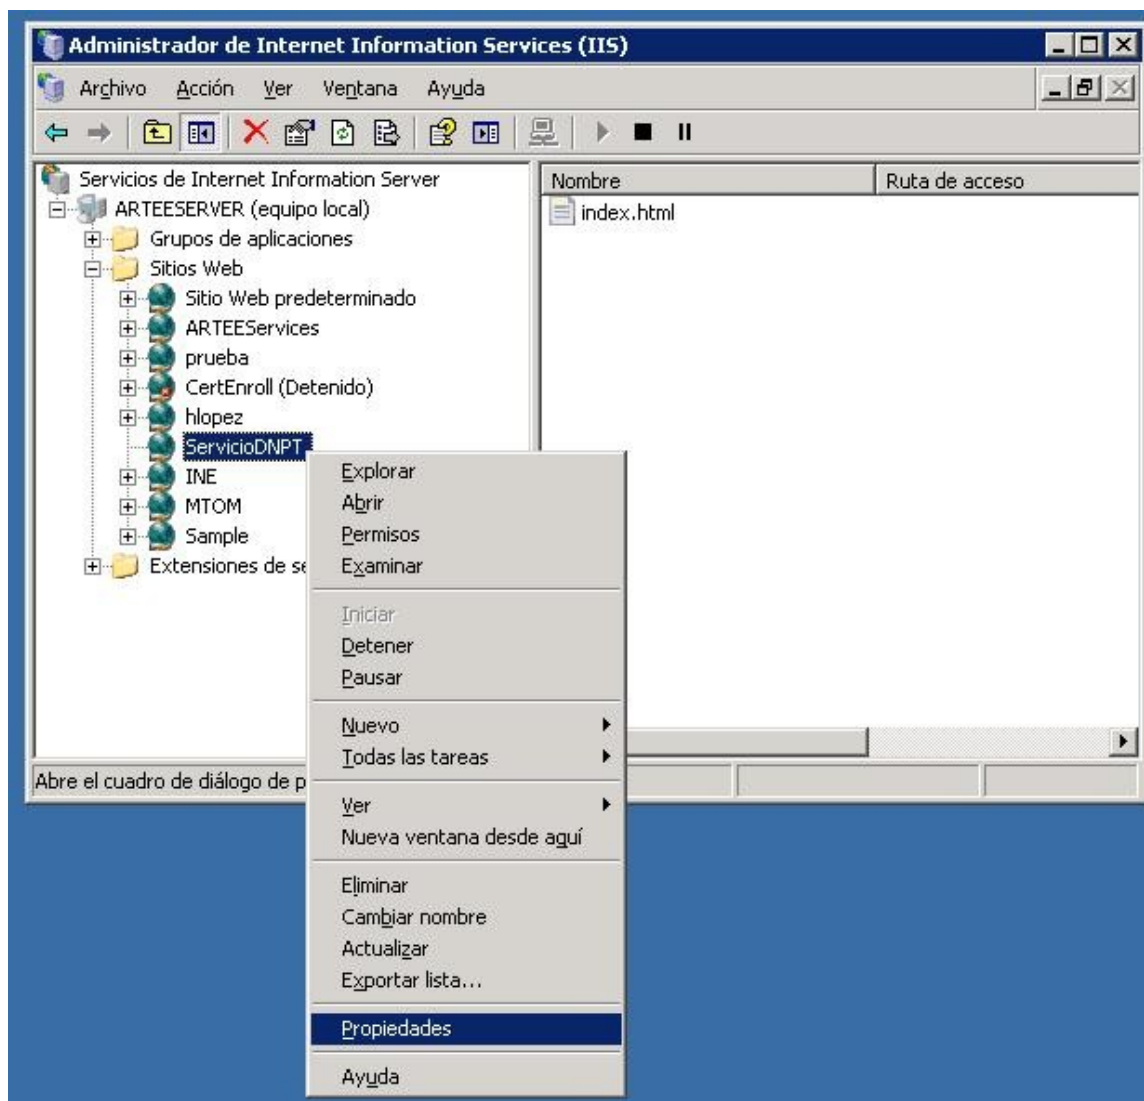 Administrador de Internet Information Services (IIS)
Archivo Acción Ver Ventana Ayuda
Servicios de Internet Information Server
ARTEESERVER (equipo local)
Grupos de aplicaciones
Sitios Web
Sitio Web predeterminado
ARTEEServices
prueba
CertEnroll (Detenido)
hlopez
ServicioDNPT
INE
MTOM
Sample
Extensiones de se
Nombre Ruta de acceso
index.html
Explorar
Abrir
Permisos
Examinar
Iniciar
Detener
Pausar
Nuevo
Todas las tareas
Ver
Nueva ventana desde aquí
Eliminar
Cambiar nombre
Actualizar
Exportar lista...
Propiedades
Ayuda
Abre el cuadro de diálogo de p